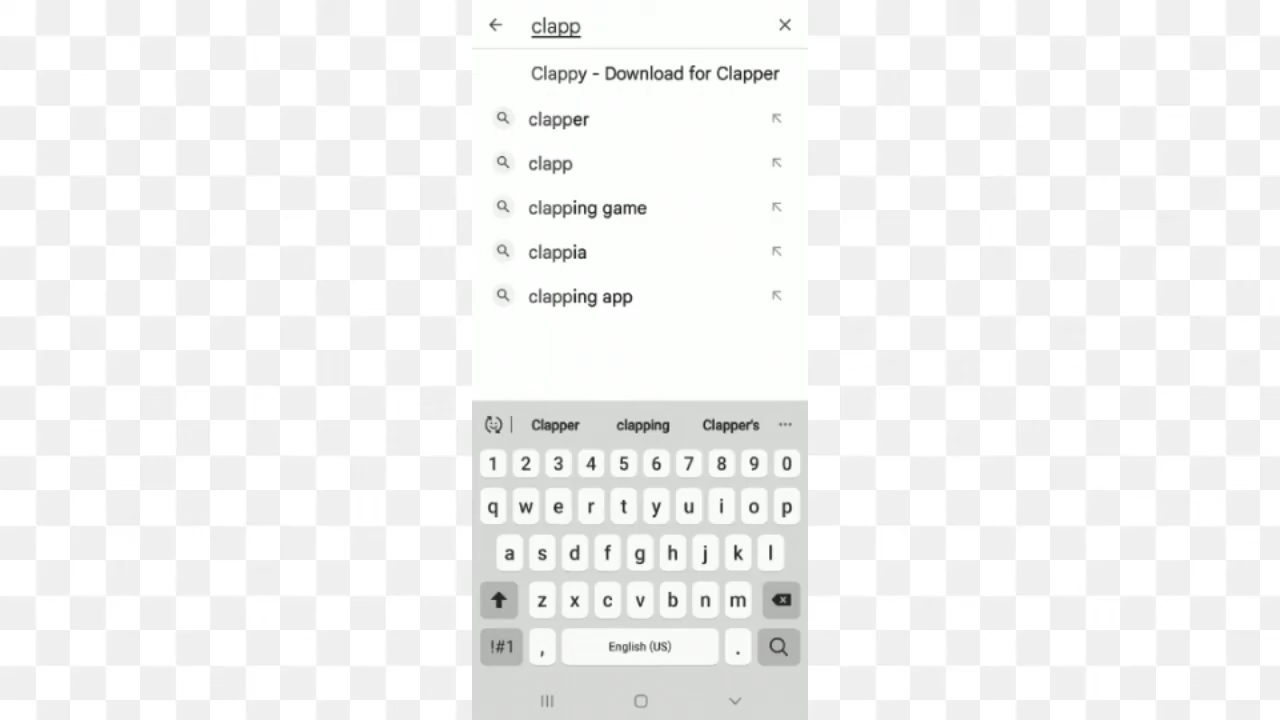 clapp
Clappy - Download for Clapper
clapper
clapp
clapping game
clappia
clapping app
Clapper clapping Clapper's
1 2 3 4 5 6 7 8 9 0
q w e r t y u i o p
a s d f g h j k l
z x c v b n m
!#1 , English (US) .